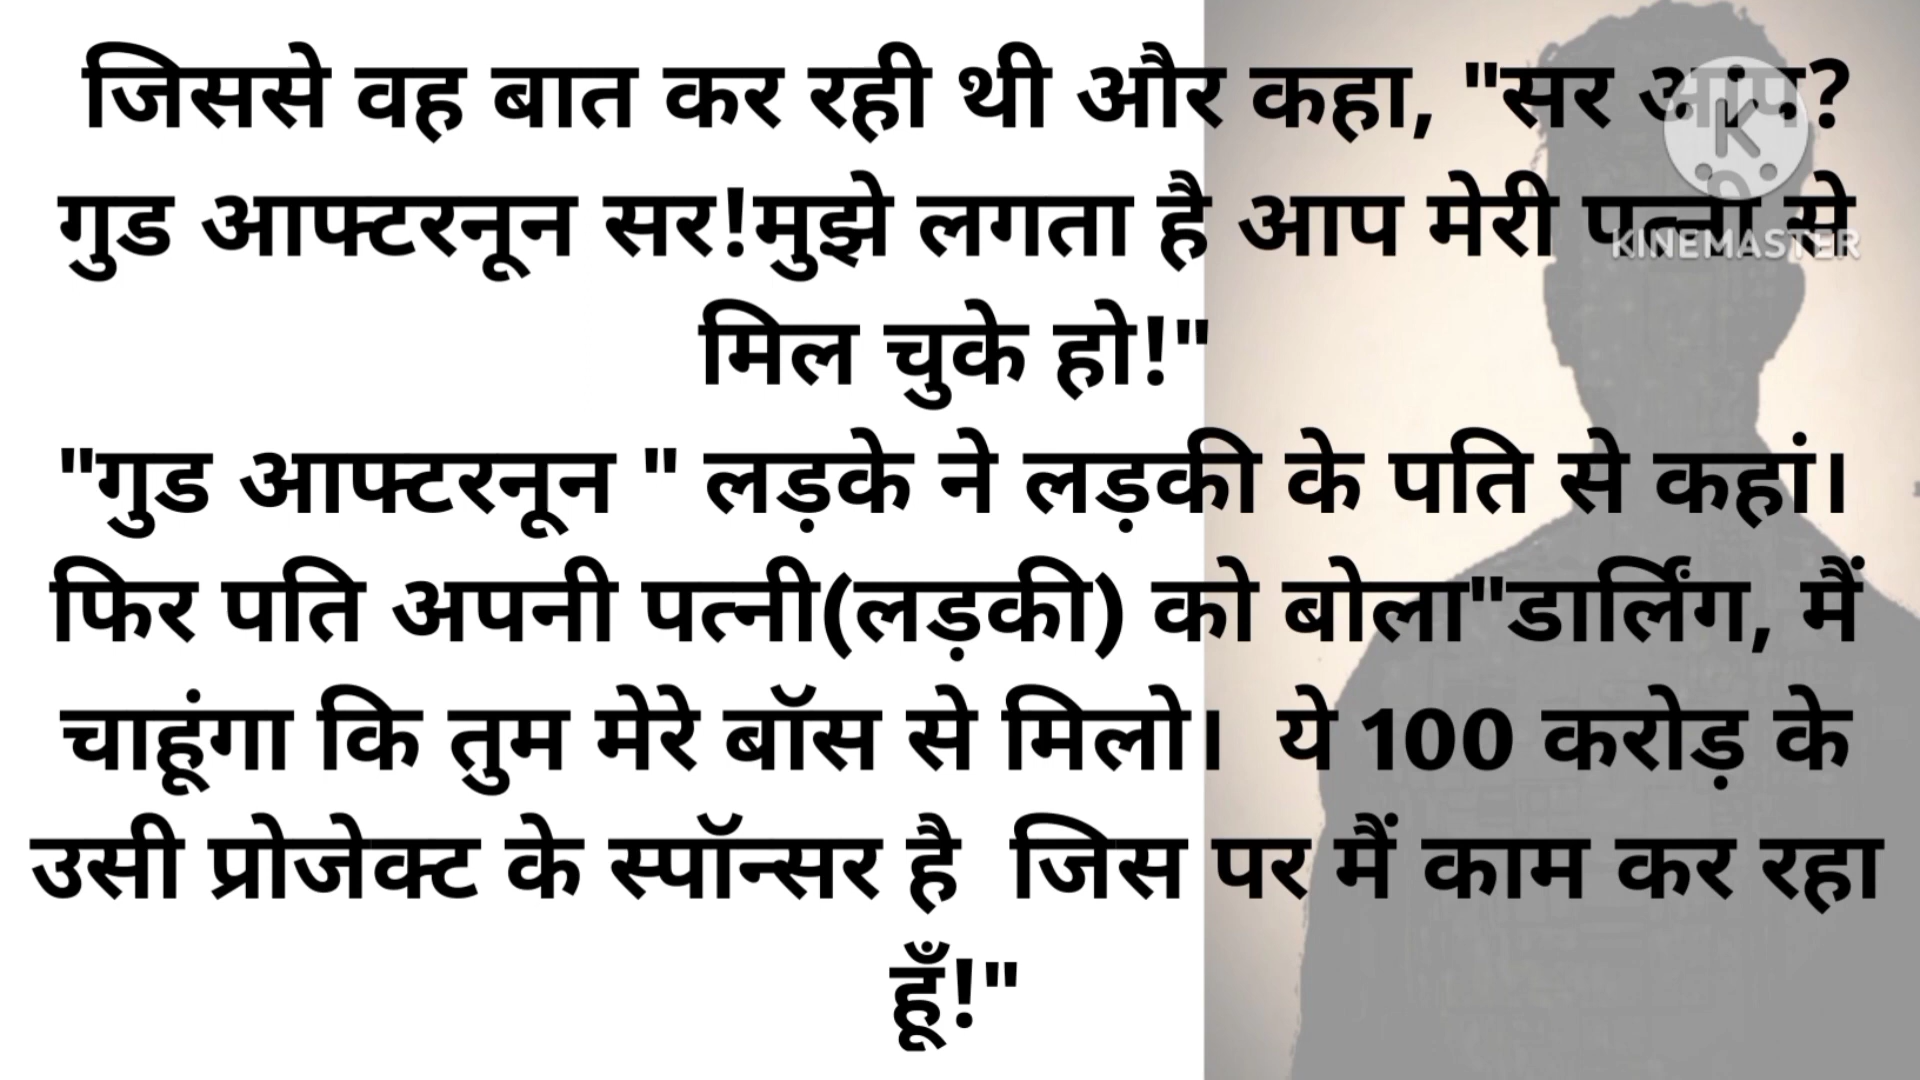 जिससे वह बात कर रही थी और कहा, "सर आप?
गुड आफ्टरनून सर!मुझे लगता है आप मेरी पत्नी से
मिल चुके हो!"
"गुड आफ्टरनून " लड़के ने लड़की के पति से कहां।
फिर पति अपनी पत्नी(लड़की) को बोला"डार्लिंग, मैं
चाहूंगा कि तुम मेरे बॉस से मिलो।  ये 100 करोड़ के
उसी प्रोजेक्ट के स्पॉन्सर है  जिस पर मैं काम कर रहा
हूँ!"
K
KINEMASTER